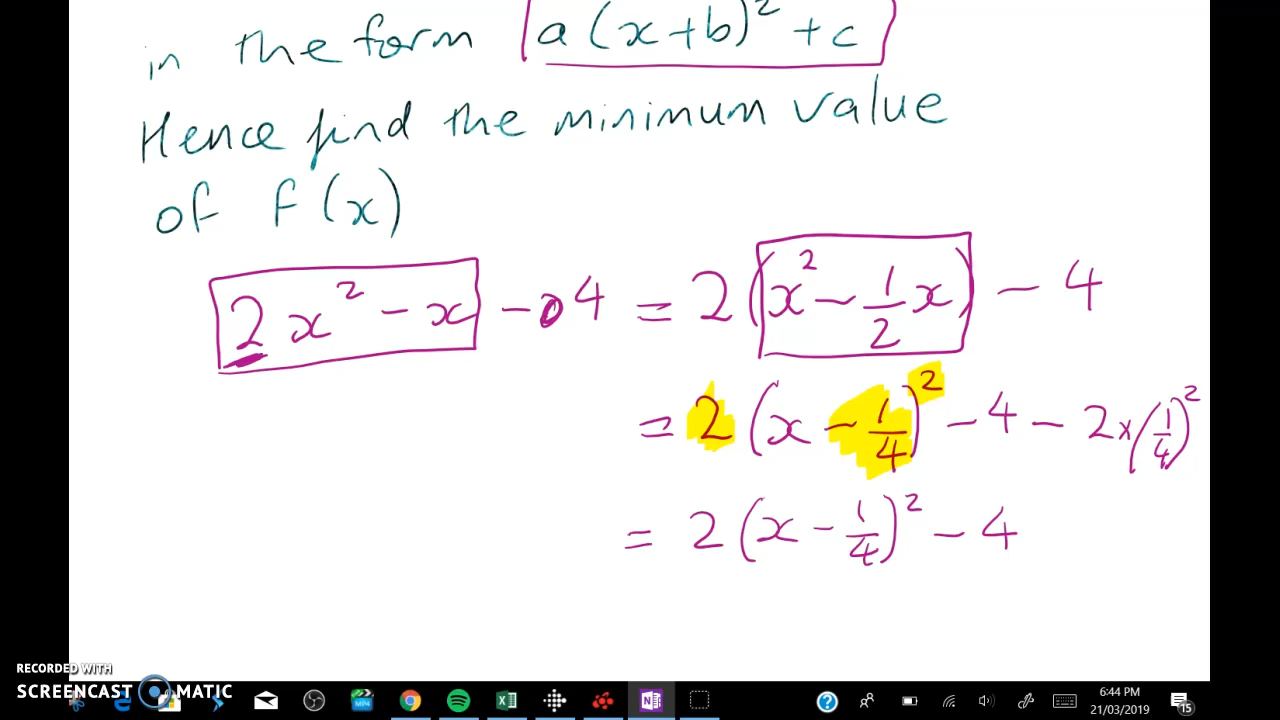 in the form a(x+b)² + c
Hence find the minimum value
of f(x)
2x² - x - 4 = 2(x² - 1/2 x) - 4
= 2(x - 1/4)² - 4 - 2×(1/4)²
= 2(x - 1/4)² - 4
RECORDED WITH
SCREENCAST MATIC
6:44 PM
21/03/2019
15